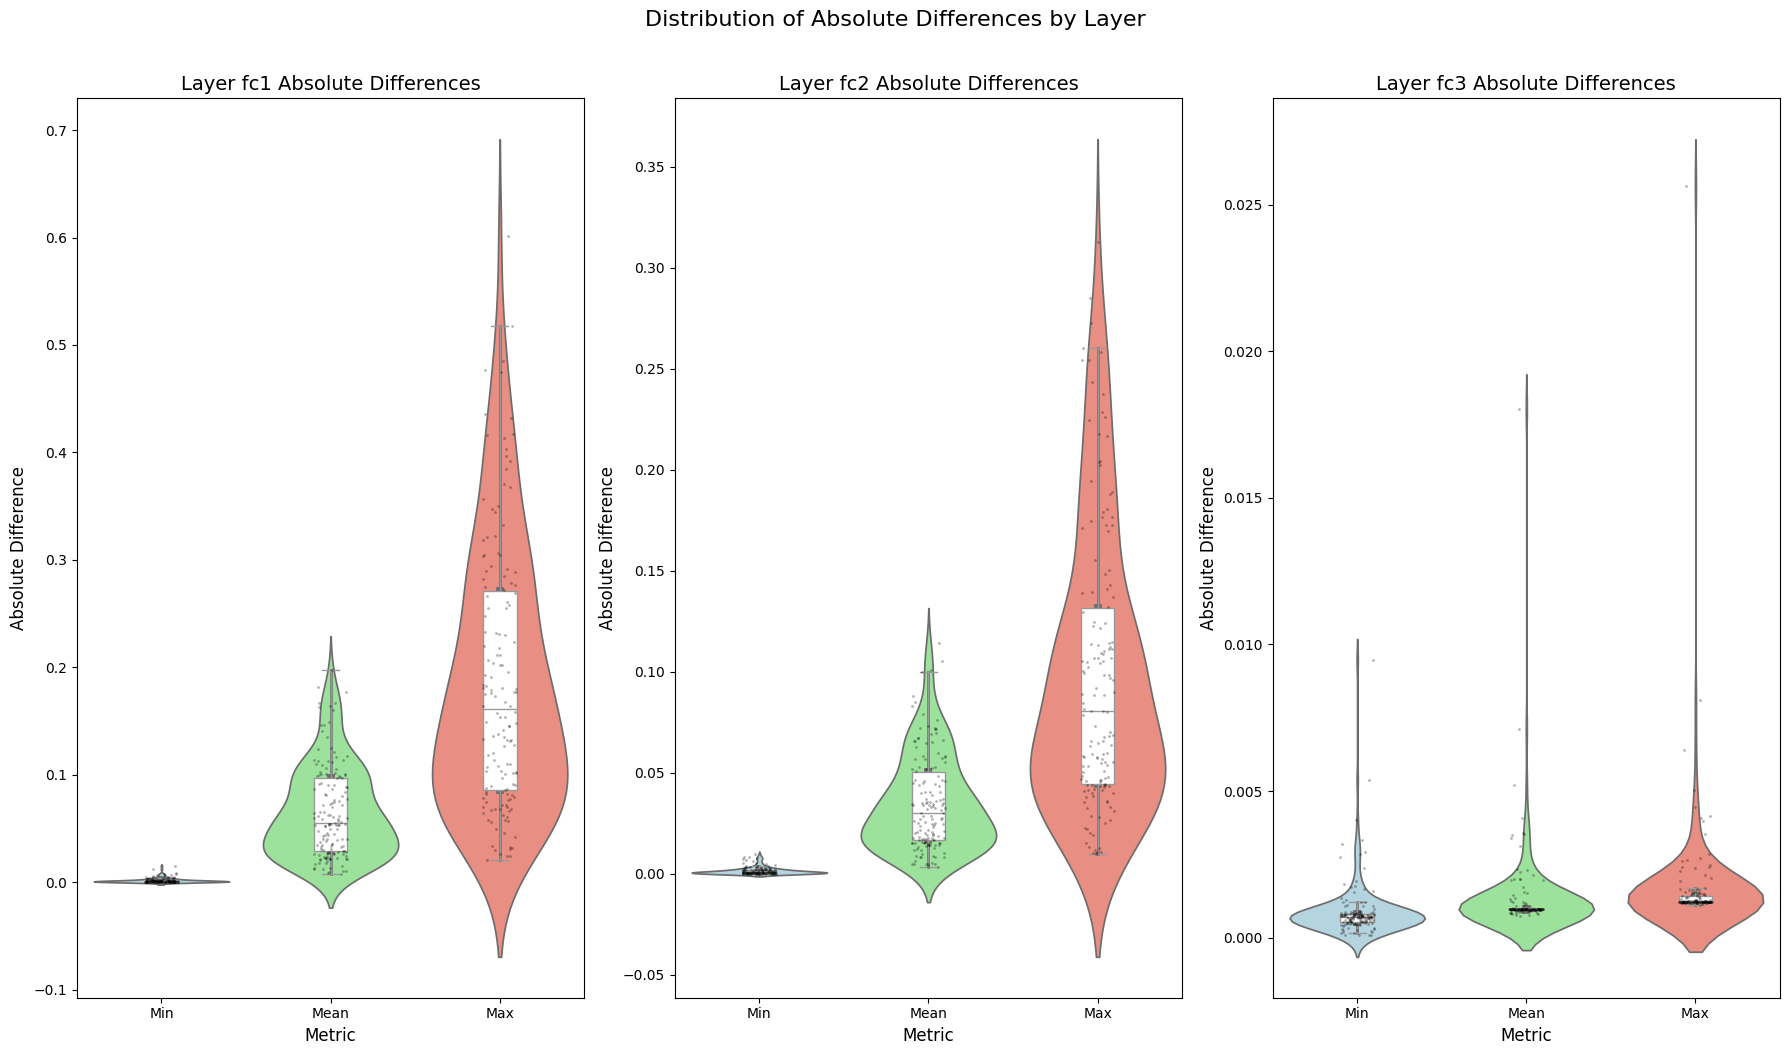 Distribution of Absolute Differences by Layer
Layer fc1 Absolute Differences
Absolute Difference
0.7
0.6
0.5
0.4
0.3
0.2
0.1
0.0
−0.1
Min Mean Max
Metric
Layer fc2 Absolute Differences
Absolute Difference
0.35
0.30
0.25
0.20
0.15
0.10
0.05
0.00
−0.05
Min Mean Max
Metric
Layer fc3 Absolute Differences
Absolute Difference
0.025
0.020
0.015
0.010
0.005
0.000
Min Mean Max
Metric